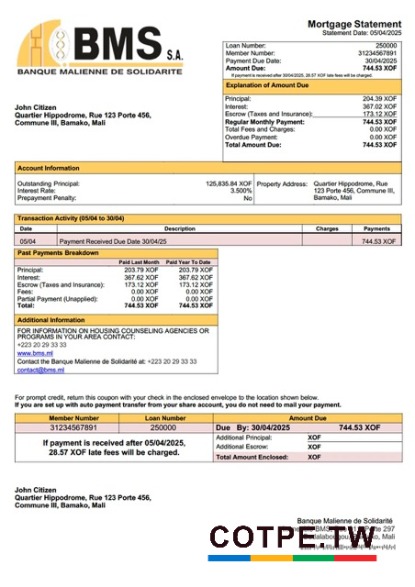 BMS S.A.
BANQUE MALIENNE DE SOLIDARITE
Mortgage Statement
Statement Date: 05/04/2025
Loan Number: 250000
Member Number: 31234567891
Payment Due Date: 30/04/2025
Amount Due: 744.53 XOF
If payment is received after 30/04/2025, 28.57 XOF late fees will be charged.
John Citizen
Quartier Hippodrome, Rue 123 Porte 456,
Commune III, Bamako, Mali
Explanation of Amount Due
Principal: 204.39 XOF
Interest: 367.02 XOF
Escrow (Taxes and Insurance): 173.12 XOF
Regular Monthly Payment: 744.53 XOF
Total Fees and Charges: 0.00 XOF
Overdue Payment: 0.00 XOF
Total Amount Due: 744.53 XOF
Account Information
Outstanding Principal: 125,835.84 XOF
Interest Rate: 3.500%
Prepayment Penalty: No
Property Address: Quartier Hippodrome, Rue
123 Porte 456, Commune III,
Bamako, Mali
Transaction Activity (05/04 to 30/04)
Date Description Charges Payments
05/04 Payment Received Due Date 30/04/25 744.53 XOF
Past Payments Breakdown
Paid Last Month Paid Year To Date
Principal: 203.79 XOF 203.79 XOF
Interest: 367.62 XOF 367.62 XOF
Escrow (Taxes and Insurance): 173.12 XOF 173.12 XOF
Fees: 0.00 XOF 0.00 XOF
Partial Payment (Unapplied): 0.00 XOF 0.00 XOF
Total: 744.53 XOF 744.53 XOF
Additional Information
FOR INFORMATION ON HOUSING COUNSELING AGENCIES OR
PROGRAMS IN YOUR AREA CONTACT:
+223 20 29 33 33
www.bms.ml
Contact the Banque Malienne de Solidarité at: +223 20 29 33 33
contact@bms.ml
For prompt credit, return this coupon with your check in the enclosed envelope to the location shown below.
If you are set up with auto payment transfer from your share account, you do not need to mail your payment.
Member Number Loan Number Amount Due
31234567891 250000 Due By: 30/04/2025 744.53 XOF
If payment is received after 05/04/2025,
28.57 XOF late fees will be charged.
Additional Principal: XOF
Additional Escrow: XOF
Total Amount Enclosed: XOF
John Citizen
Quartier Hippodrome, Rue 123 Porte 456,
Commune III, Bamako, Mali
Banque Malienne de Solidarité
Porte 297
COTPE.TW